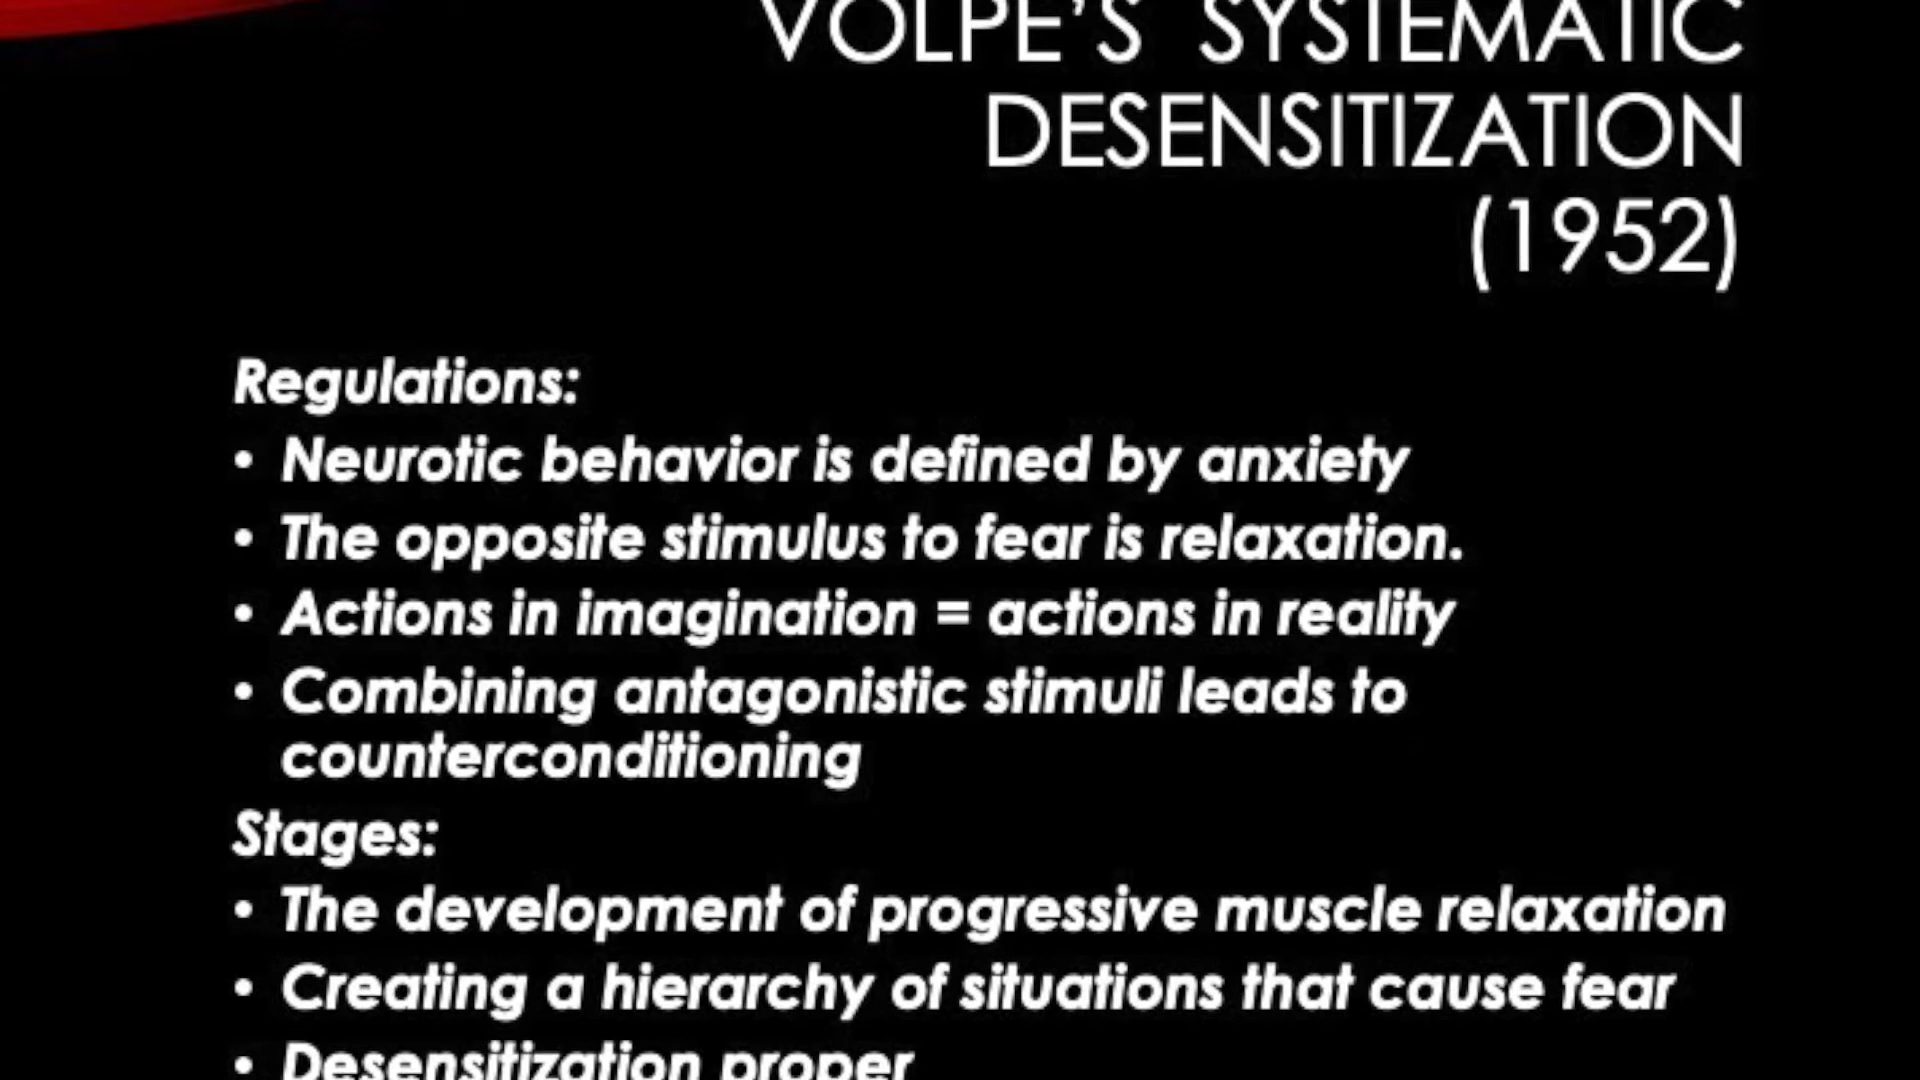 VOLPE'S SYSTEMATIC
DESENSITIZATION
(1952)
Regulations:
• Neurotic behavior is defined by anxiety
• The opposite stimulus to fear is relaxation.
• Actions in imagination = actions in reality
• Combining antagonistic stimuli leads to
counterconditioning
Stages:
• The development of progressive muscle relaxation
• Creating a hierarchy of situations that cause fear
• Desensitization proper